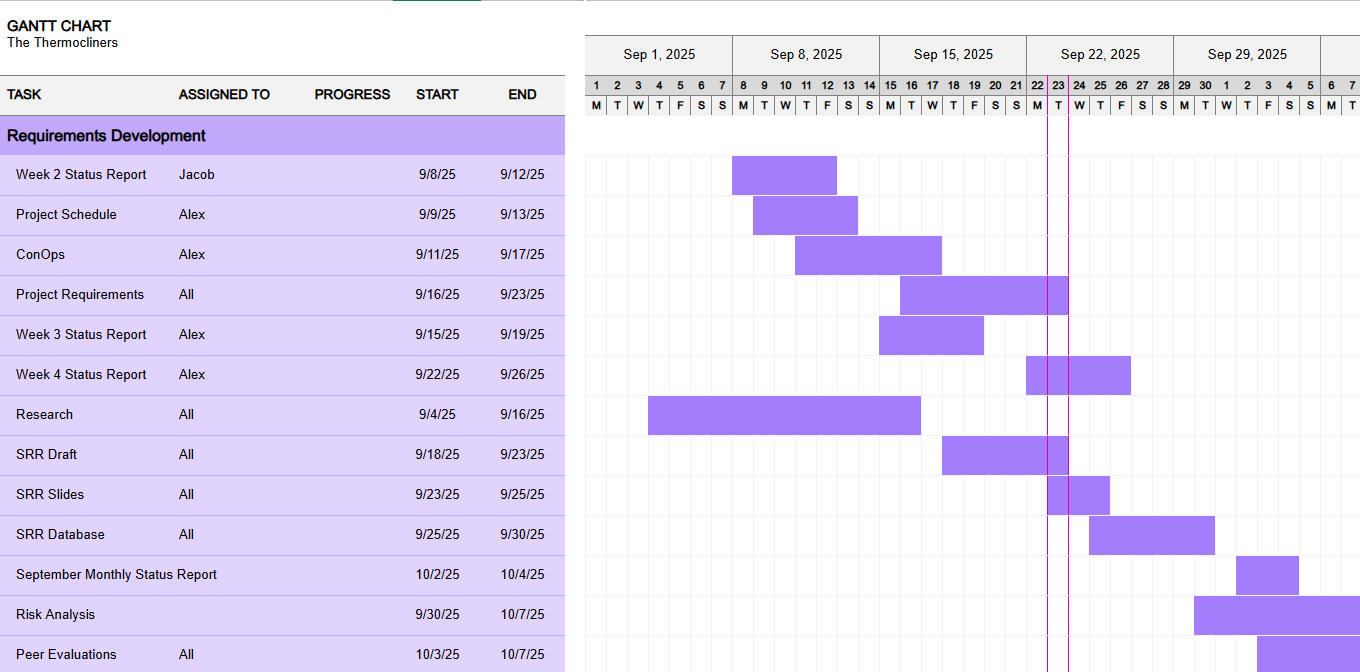 GANTT CHART
The Thermocliners
Sep 1, 2025 Sep 8, 2025 Sep 15, 2025 Sep 22, 2025 Sep 29, 2025
1 2 3 4 5 6 7 8 9 10 11 12 13 14 15 16 17 18 19 20 21 22 23 24 25 26 27 28 29 30 1 2 3 4 5 6 7
TASK ASSIGNED TO PROGRESS START END
M T W T F S S M T W T F S S M T W T F S S M T W T F S S M T W T F S S M T
Requirements Development
Week 2 Status Report Jacob 9/8/25 9/12/25
Project Schedule Alex 9/9/25 9/13/25
ConOps Alex 9/11/25 9/17/25
Project Requirements All 9/16/25 9/23/25
Week 3 Status Report Alex 9/15/25 9/19/25
Week 4 Status Report Alex 9/22/25 9/26/25
Research All 9/4/25 9/16/25
SRR Draft All 9/18/25 9/23/25
SRR Slides All 9/23/25 9/25/25
SRR Database All 9/25/25 9/30/25
September Monthly Status Report 10/2/25 10/4/25
Risk Analysis 9/30/25 10/7/25
Peer Evaluations All 10/3/25 10/7/25